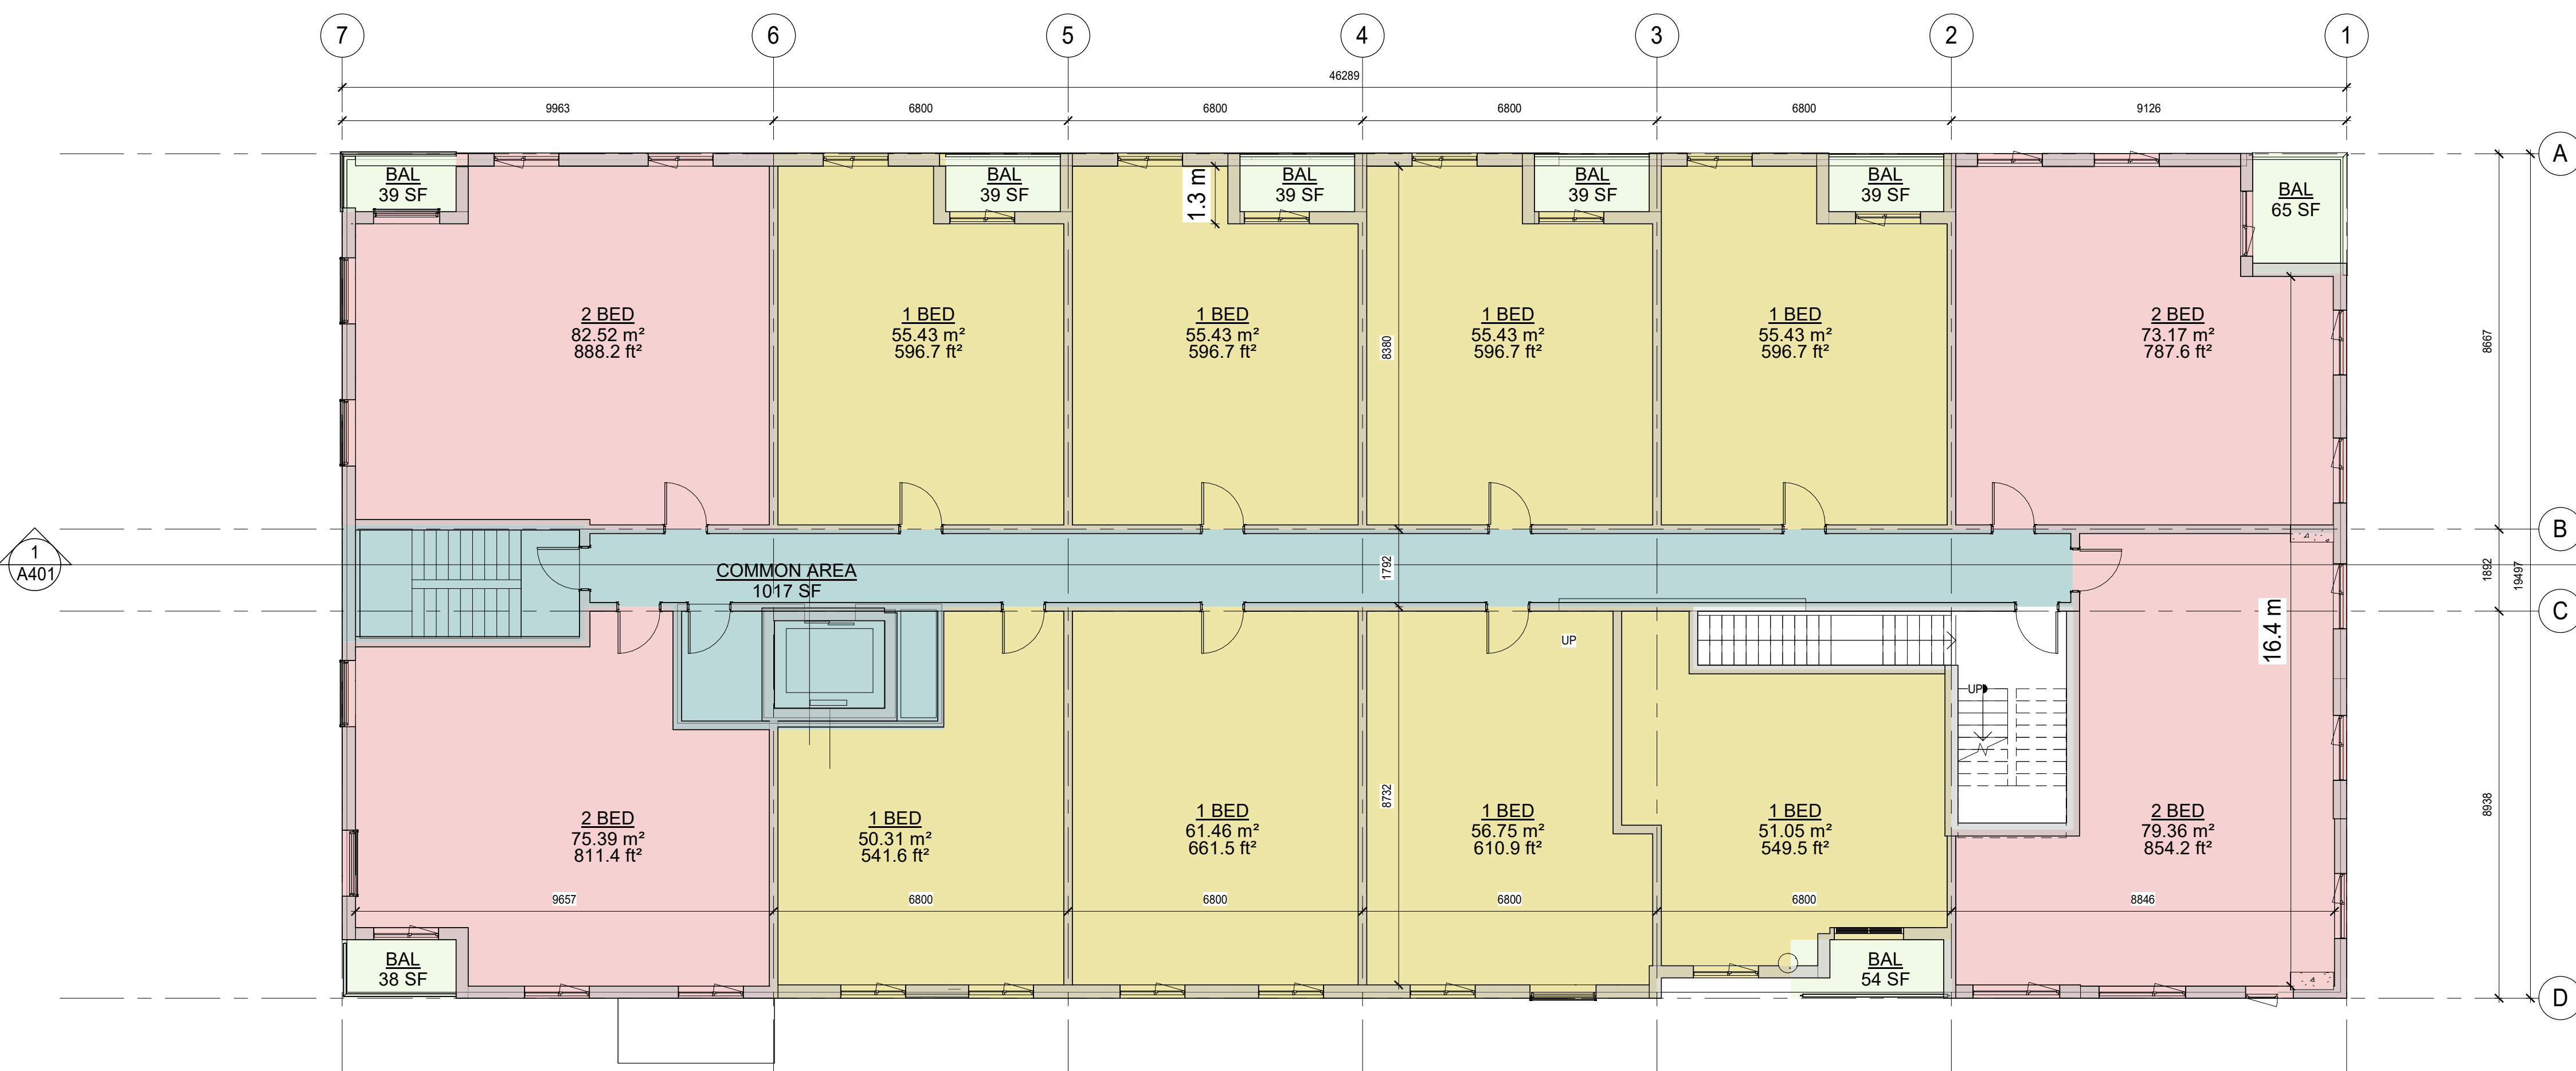 7
6
5
4
3
2
1
46289
9963
6800
6800
6800
6800
9126
A
BAL
39 SF
BAL
39 SF
1.3 m
BAL
39 SF
BAL
39 SF
BAL
39 SF
BAL
65 SF
2 BED
82.52 m²
888.2 ft²
1 BED
55.43 m²
596.7 ft²
1 BED
55.43 m²
596.7 ft²
8380
1 BED
55.43 m²
596.7 ft²
1 BED
55.43 m²
596.7 ft²
2 BED
73.17 m²
787.6 ft²
8667
B
1
A401
COMMON AREA
1017 SF
1792
1892
19497
C
UP
16.4 m
UP
2 BED
75.39 m²
811.4 ft²
1 BED
50.31 m²
541.6 ft²
1 BED
61.46 m²
661.5 ft²
8732
1 BED
56.75 m²
610.9 ft²
1 BED
51.05 m²
549.5 ft²
2 BED
79.36 m²
854.2 ft²
8938
9657
6800
6800
6800
6800
8846
BAL
38 SF
BAL
54 SF
D